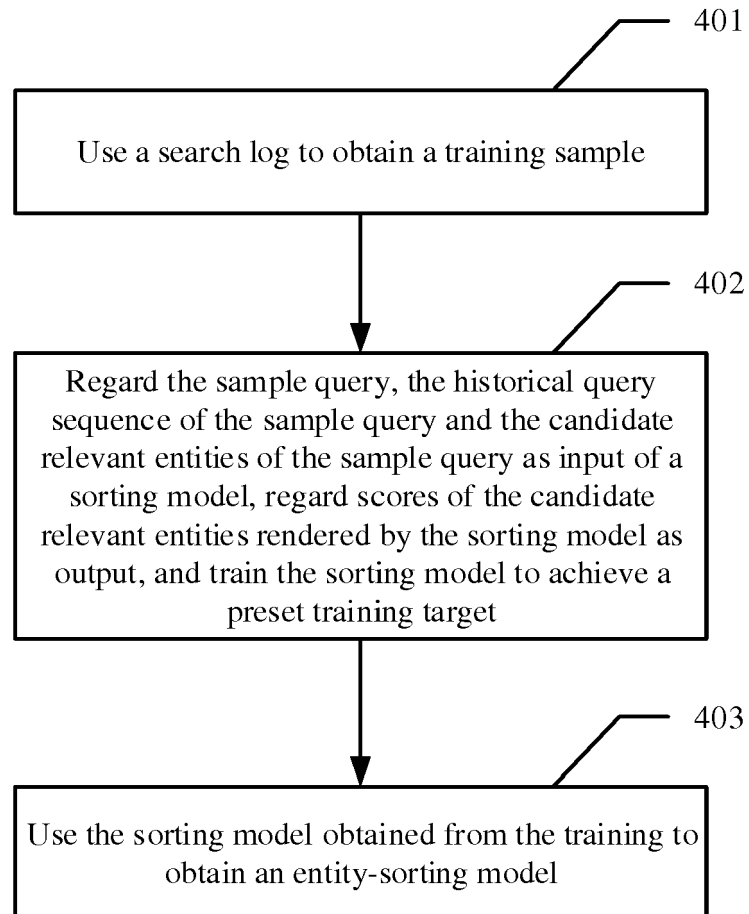 401
Use a search log to obtain a training sample
402
Regard the sample query, the historical query
sequence of the sample query and the candidate
relevant entities of the sample query as input of a
sorting model, regard scores of the candidate
relevant entities rendered by the sorting model as
output, and train the sorting model to achieve a
preset training target
403
Use the sorting model obtained from the training to
obtain an entity-sorting model